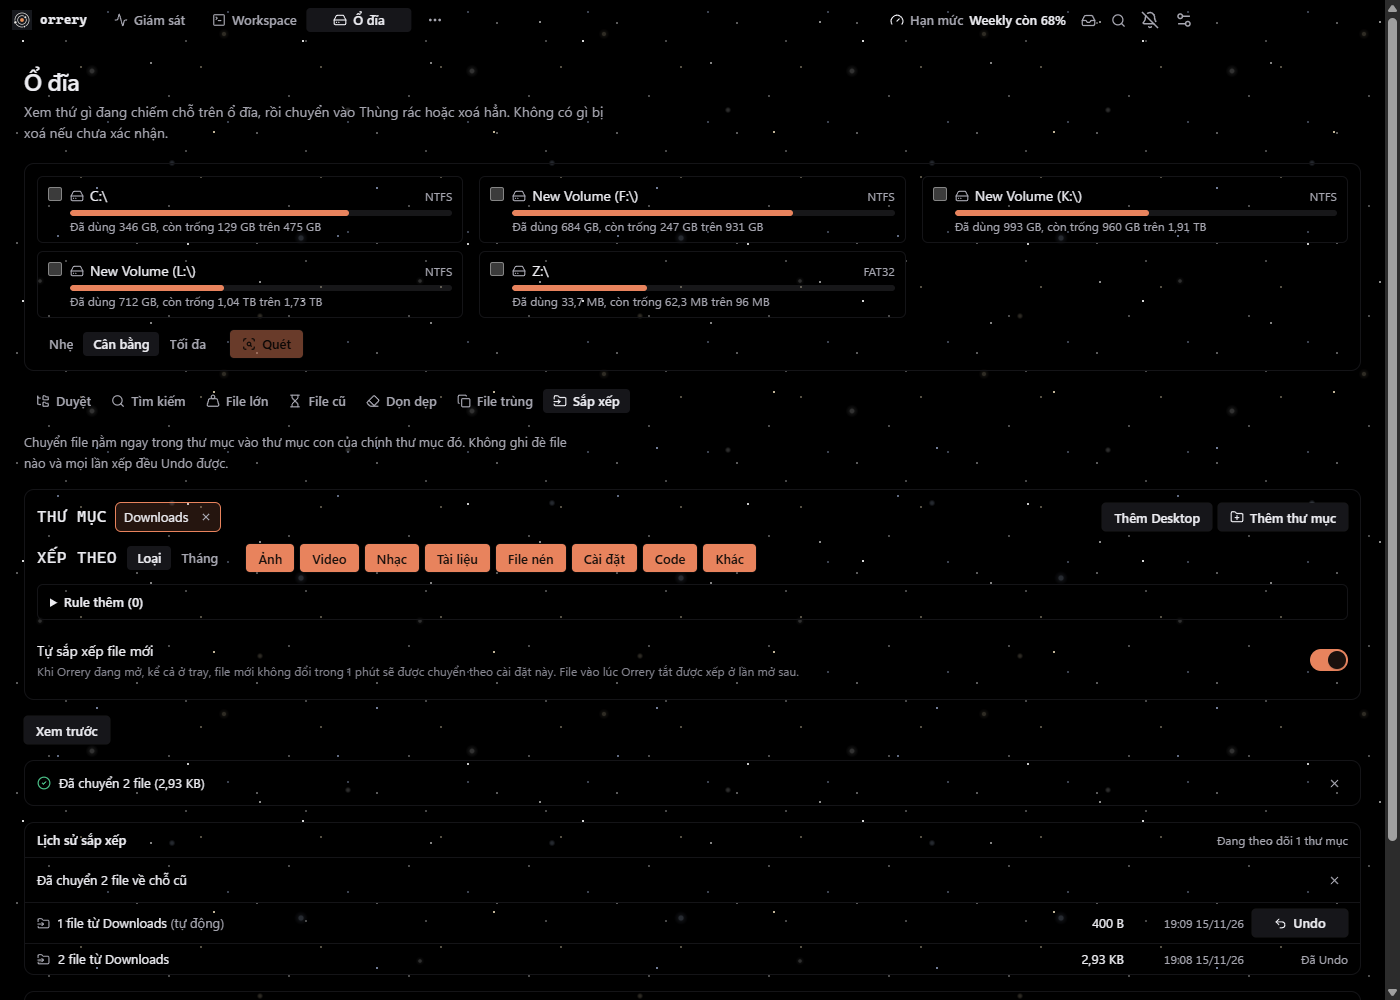 orrery Giám sát Workspace Ổ đĩa ... Hạn mức Weekly còn 68%
Ổ đĩa
Xem thứ gì đang chiếm chỗ trên ổ đĩa, rồi chuyển vào Thùng rác hoặc xoá hẳn. Không có gì bị
xoá nếu chưa xác nhận.
C:\ NTFS
Đã dùng 346 GB, còn trống 129 GB trên 475 GB
New Volume (F:\) NTFS
Đã dùng 684 GB, còn trống 247 GB trên 931 GB
New Volume (K:\) NTFS
Đã dùng 993 GB, còn trống 960 GB trên 1,91 TB
New Volume (L:\) NTFS
Đã dùng 712 GB, còn trống 1,04 TB trên 1,73 TB
Z:\ FAT32
Đã dùng 33,7 MB, còn trống 62,3 MB trên 96 MB
Nhẹ Cân bằng Tối đa Quét
Duyệt Tìm kiếm File lớn File cũ Dọn dẹp File trùng Sắp xếp
Chuyển file nằm ngay trong thư mục vào thư mục con của chính thư mục đó. Không ghi đè file
nào và mọi lần xếp đều Undo được.
THƯ MỤC Downloads Thêm Desktop Thêm thư mục
XẾP THEO Loại Tháng Ảnh Video Nhạc Tài liệu File nén Cài đặt Code Khác
Rule thêm (0)
Tự sắp xếp file mới
Khi Orrery đang mở, kể cả ở tray, file mới không đổi trong 1 phút sẽ được chuyển theo cài đặt này. File vào lúc Orrery tắt được xếp ở lần mở sau.
Xem trước
Đã chuyển 2 file (2,93 KB)
Lịch sử sắp xếp Đang theo dõi 1 thư mục
Đã chuyển 2 file về chỗ cũ
1 file từ Downloads (tự động) 400 B 19:09 15/11/26 Undo
2 file từ Downloads 2,93 KB 19:08 15/11/26 Đã Undo